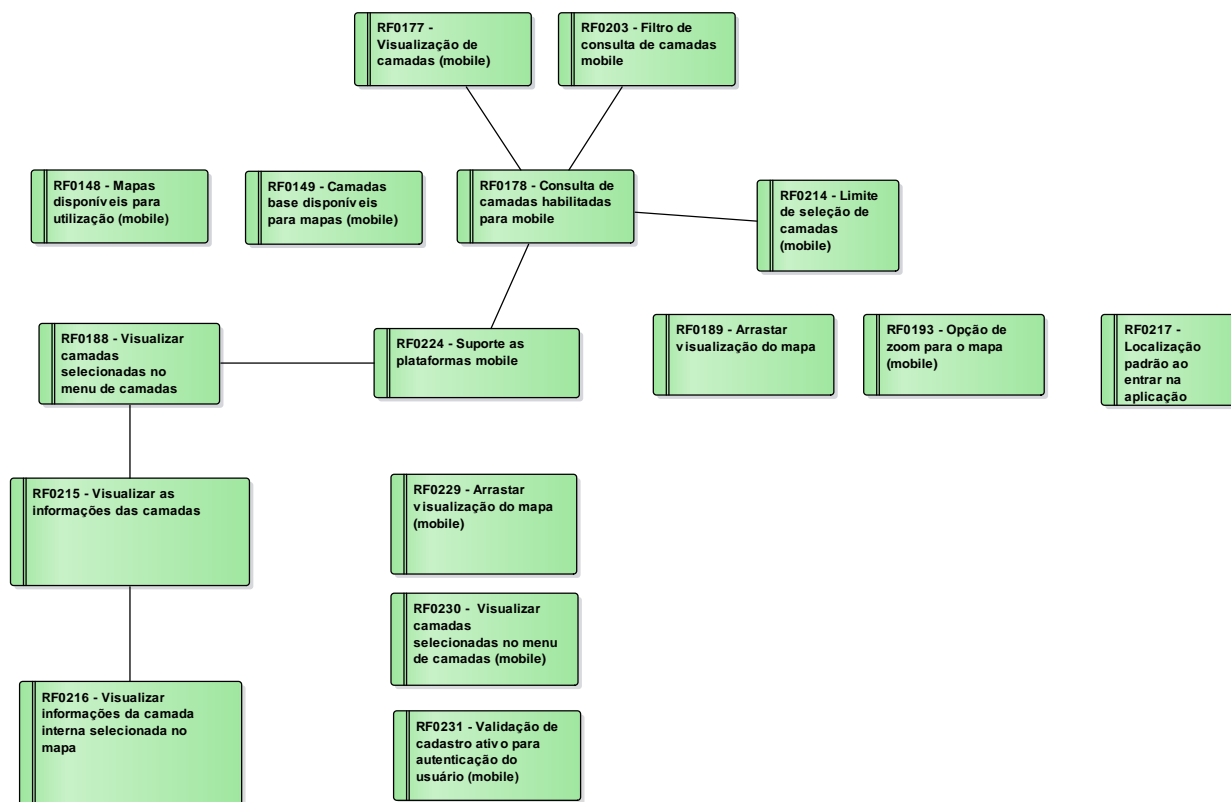 RF0177 -
Visualização de
camadas (mobile)
RF0203 - Filtro de
consulta de camadas
mobile
RF0148 - Mapas
disponíveis para
utilização (mobile)
RF0149 - Camadas
base disponíveis
para mapas (mobile)
RF0178 - Consulta de
camadas habilitadas
para mobile
RF0214 - Limite
de seleção de
camadas
(mobile)
RF0188 - Visualizar
camadas
selecionadas no
menu de camadas
RF0224 - Suporte as
plataformas mobile
RF0189 - Arrastar
visualização do mapa
RF0193 - Opção de
zoom para o mapa
(mobile)
RF0217 -
Localização
padrão ao
entrar na
aplicação
RF0215 - Visualizar as
informações das camadas
RF0229 - Arrastar
visualização do mapa
(mobile)
RF0230 - Visualizar
camadas
selecionadas no menu
de camadas (mobile)
RF0216 - Visualizar
informações da camada
interna selecionada no
mapa
RF0231 - Validação de
cadastro ativo para
autenticação do
usuário (mobile)